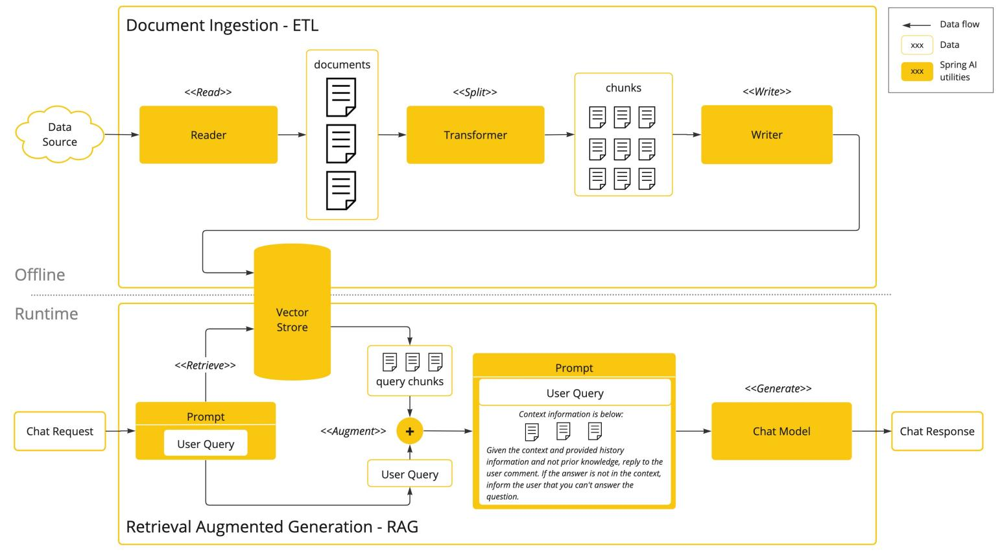 Document Ingestion - ETL
Data flow
xxx
Data
xxx
Spring AI
utilities
Data
Source
<<Read>>
Reader
documents
<<Split>>
Transformer
chunks
<<Write>>
Writer
Offline
Runtime
Vector
Strore
<<Retrieve>>
Chat Request
Prompt
User Query
query chunks
<<Augment>>
+
User Query
Prompt
User Query
Context information is below:
Given the context and provided history
information and not prior knowledge, reply to the
user comment. If the answer is not in the context,
inform the user that you can't answer the
question.
<<Generate>>
Chat Model
Chat Response
Retrieval Augmented Generation - RAG